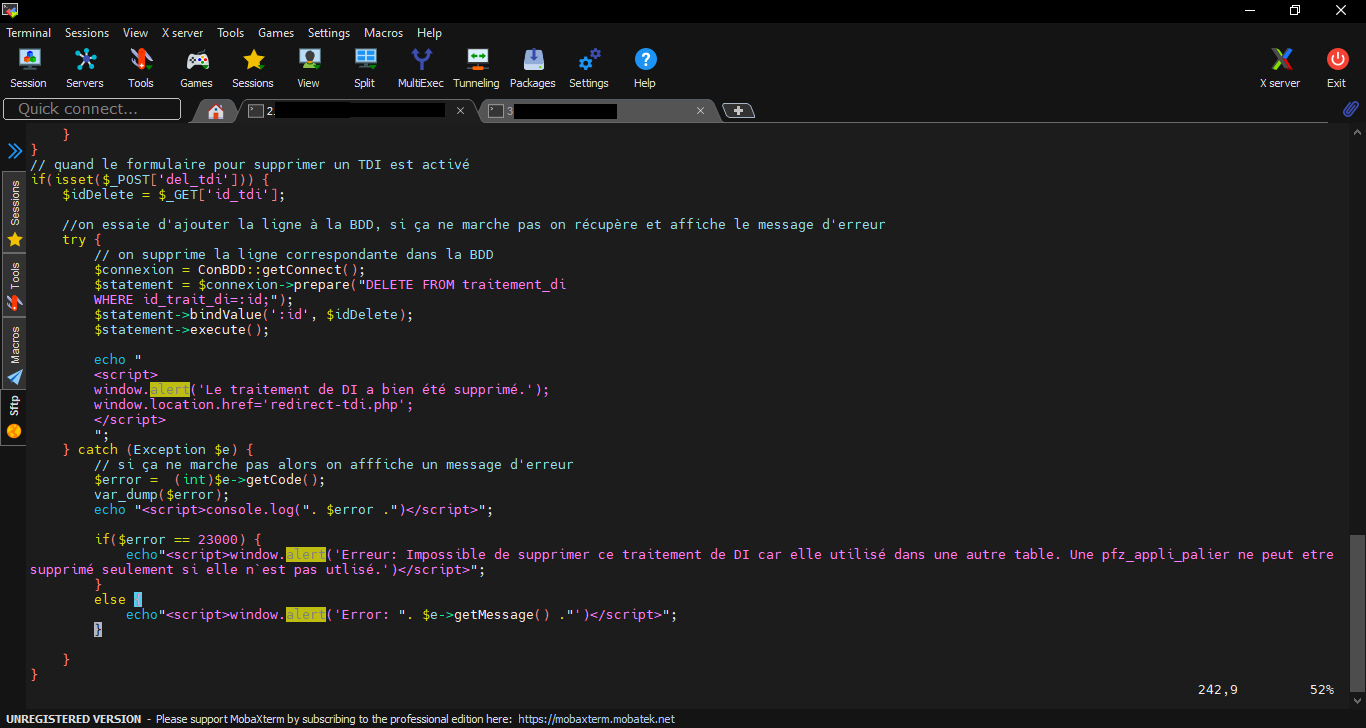 Terminal Sessions View X server Tools Games Settings Macros Help
Session Servers Tools Games Sessions View Split MultiExec Tunneling Packages Settings Help X server Exit
Quick connect... 2. 3
Sessions
Tools
Macros
Sftp
}
}
// quand le formulaire pour supprimer un TDI est activé
if(isset($_POST['del_tdi'])) {
$idDelete = $_GET['id_tdi'];
//on essaie d'ajouter la ligne à la BDD, si ça ne marche pas on récupère et affiche le message d'erreur
try {
// on supprime la ligne correspondante dans la BDD
$connexion = ConBDD::getConnect();
$statement = $connexion->prepare("DELETE FROM traitement_di
WHERE id_trait_di=:id;");
$statement->bindValue(':id', $idDelete);
$statement->execute();
echo "
<script>
window.alert('Le traitement de DI a bien été supprimé.');
window.location.href='redirect-tdi.php';
</script>
";
} catch (Exception $e) {
// si ça ne marche pas alors on afffiche un message d'erreur
$error =  (int)$e->getCode();
var_dump($error);
echo "<script>console.log(". $error .")</script>";
if($error == 23000) {
echo"<script>window.alert('Erreur: Impossible de supprimer ce traitement de DI car elle utilisé dans une autre table. Une pfz_appli_palier ne peut etre
supprimé seulement si elle n`est pas utlisé.')</script>";
}
else {
echo"<script>window.alert('Error: ". $e->getMessage() ."')</script>";
}
}
}
242,9 52%
UNREGISTERED VERSION - Please support MobaXterm by subscribing to the professional edition here: https://mobaxterm.mobatek.net